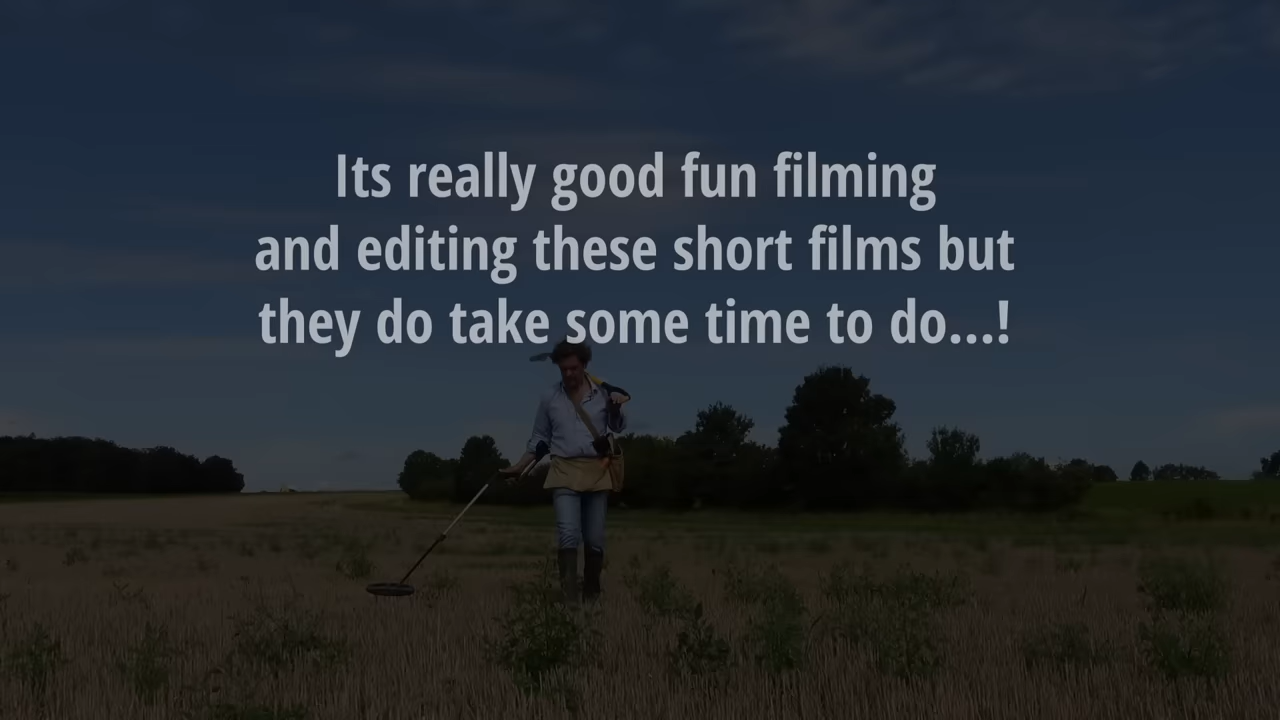 Its really good fun filming
and editing these short films but
they do take some time to do...!